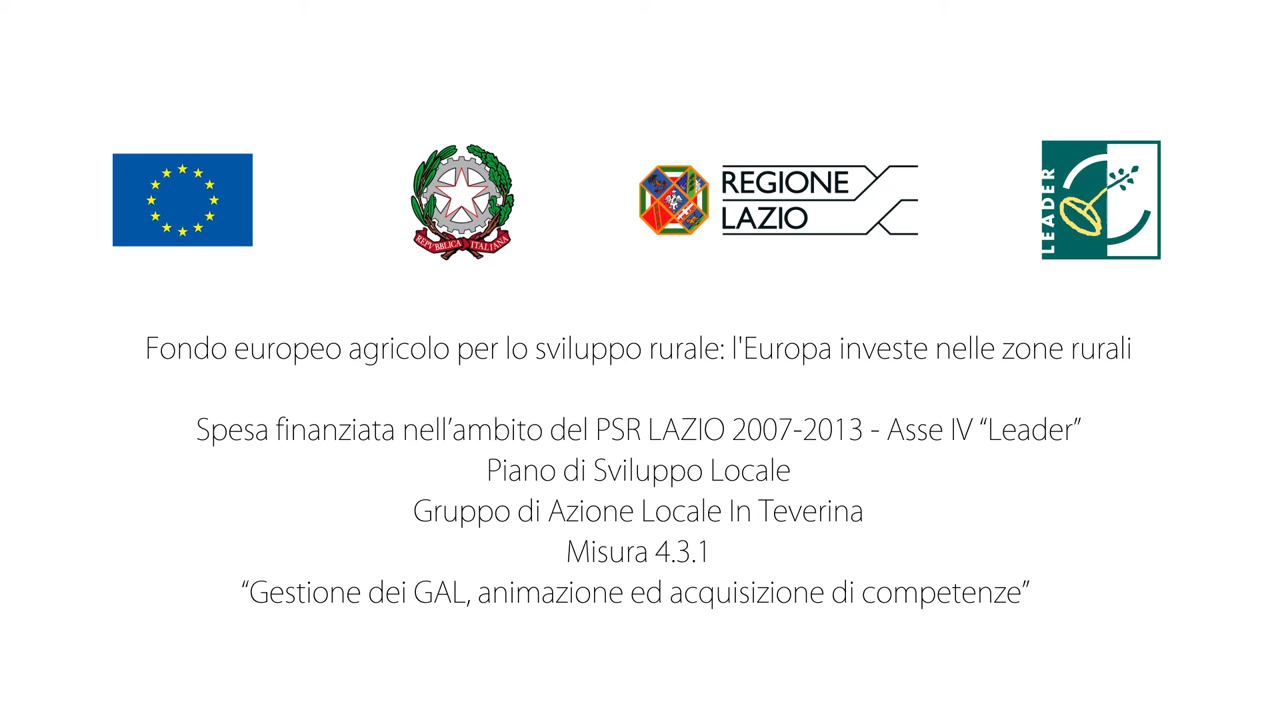 REPVBBLICA ITALIANA
REGIONE
LAZIO
LEADER
Fondo europeo agricolo per lo sviluppo rurale: l'Europa investe nelle zone rurali
Spesa finanziata nell’ambito del PSR LAZIO 2007-2013 - Asse IV “Leader”
Piano di Sviluppo Locale
Gruppo di Azione Locale In Teverina
Misura 4.3.1
“Gestione dei GAL, animazione ed acquisizione di competenze”